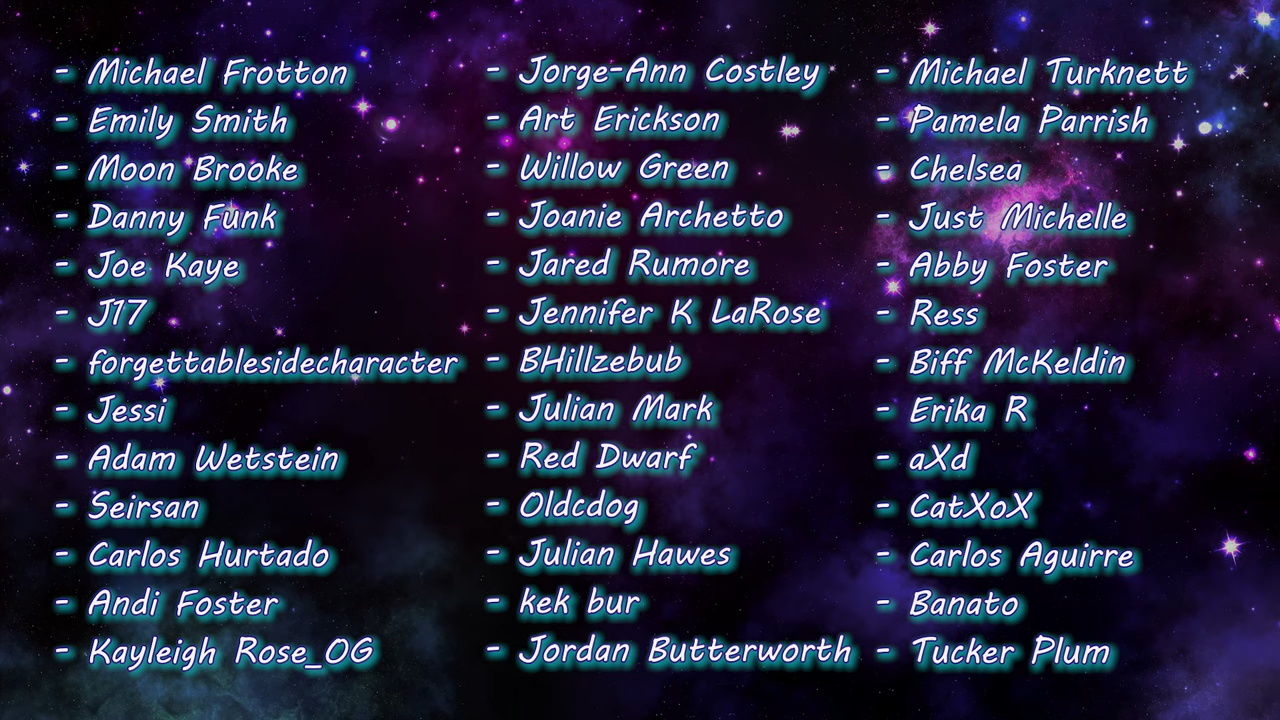 - Michael Frotton
- Emily Smith
- Moon Brooke
- Danny Funk
- Joe Kaye
- J17
- forgettablesidecharacter
- Jessi
- Adam Wetstein
- Seirsan
- Carlos Hurtado
- Andi Foster
- Kayleigh Rose_OG
- Jorge-Ann Costley
- Art Erickson
- Willow Green
- Joanie Archetto
- Jared Rumore
- Jennifer K LaRose
- BHillzebub
- Julian Mark
- Red Dwarf
- Oldcdog
- Julian Hawes
- kek bur
- Jordan Butterworth
- Michael Turknett
- Pamela Parrish
- Chelsea
- Just Michelle
- Abby Foster
- Ress
- Biff McKeldin
- Erika R
- aXd
- CatXoX
- Carlos Aguirre
- Banato
- Tucker Plum